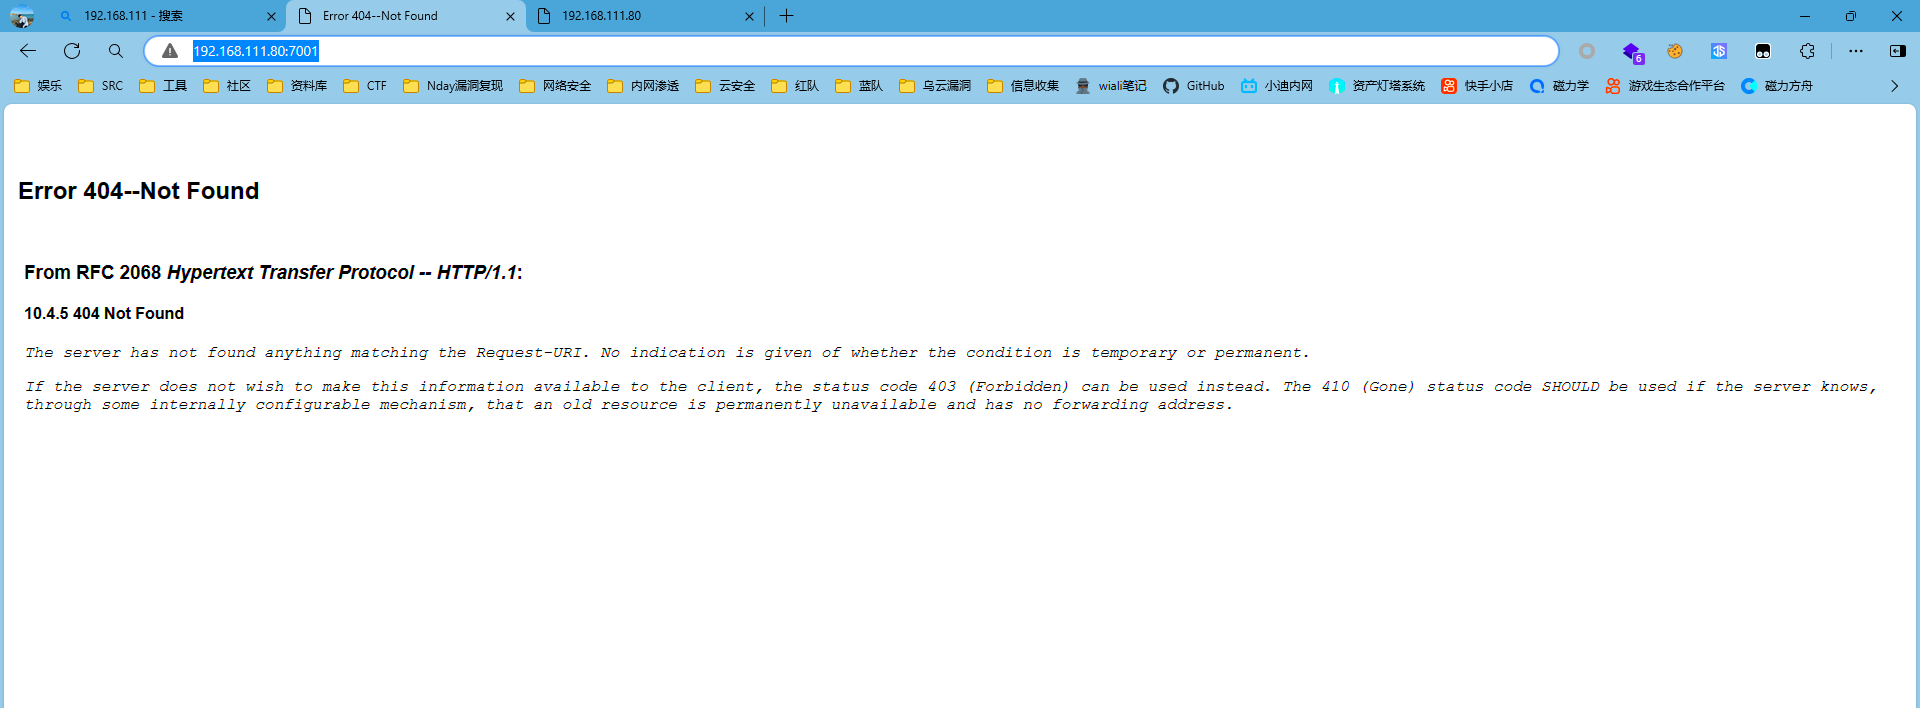 192.168.111 - 搜索
Error 404--Not Found
192.168.111.80
192.168.111.80:7001
6
娱乐 SRC 工具 社区 资料库 CTF Nday漏洞复现 网络安全 内网渗透 云安全 红队 蓝队 乌云漏洞 信息收集 wiali笔记 GitHub 小迪内网 资产灯塔系统 快手小店 磁力学 游戏生态合作平台 磁力方舟
Error 404--Not Found
From RFC 2068 Hypertext Transfer Protocol -- HTTP/1.1:
10.4.5 404 Not Found
The server has not found anything matching the Request-URI. No indication is given of whether the condition is temporary or permanent.
If the server does not wish to make this information available to the client, the status code 403 (Forbidden) can be used instead. The 410 (Gone) status code SHOULD be used if the server knows,
through some internally configurable mechanism, that an old resource is permanently unavailable and has no forwarding address.